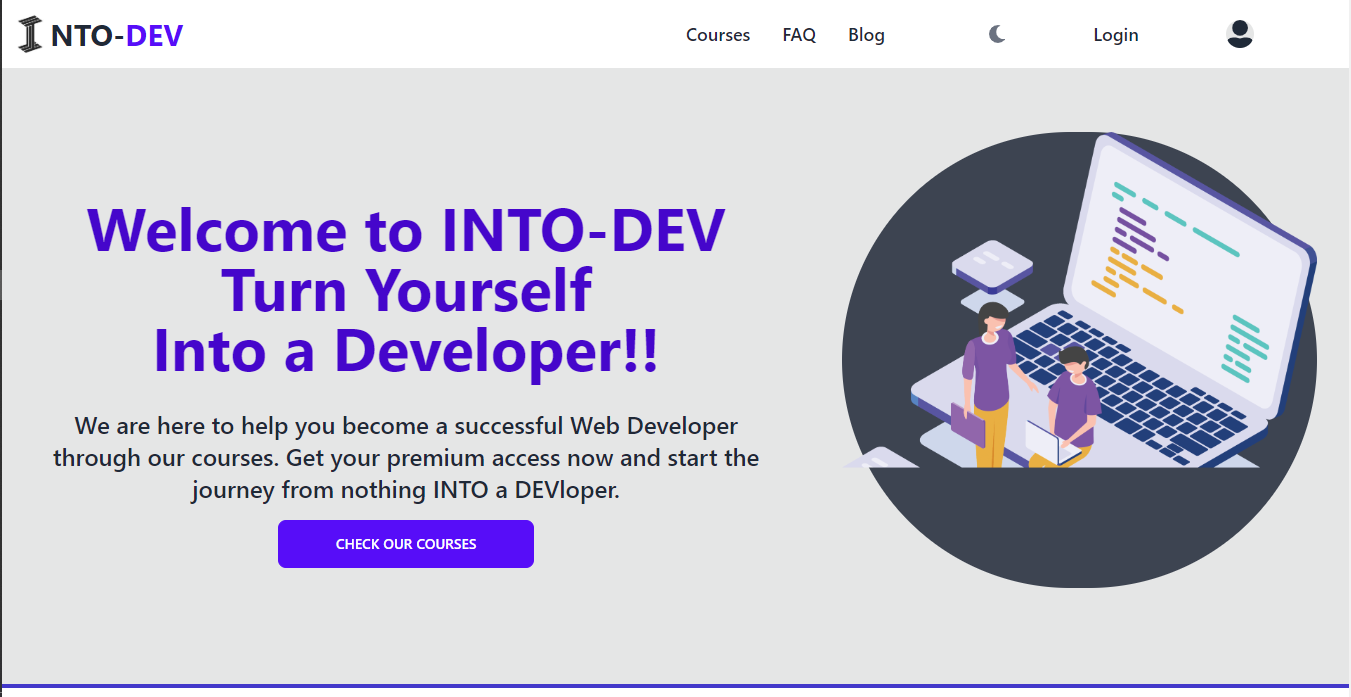 INTO-DEV
Courses FAQ Blog Login
Welcome to INTO-DEV
Turn Yourself
Into a Developer!!
We are here to help you become a successful Web Developer
through our courses. Get your premium access now and start the
journey from nothing INTO a DEVloper.
CHECK OUR COURSES